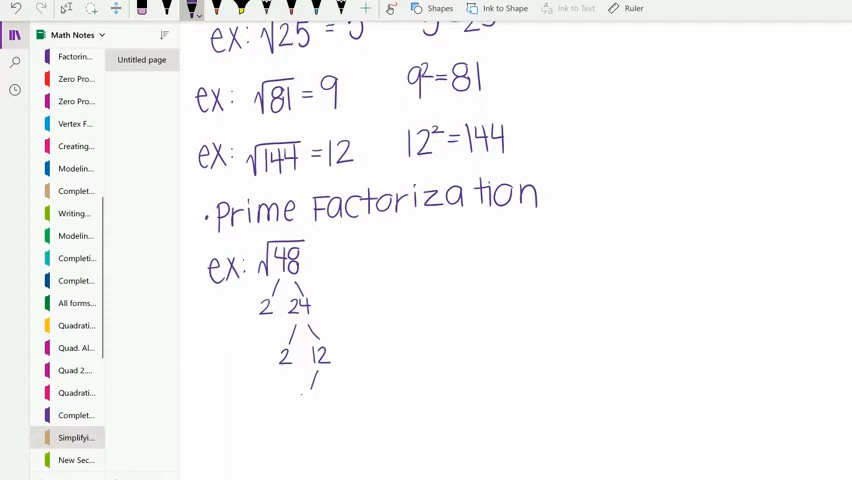 Shapes Ink to Shape Ink to Text Ruler
Math Notes
Untitled page
Factorin...
Zero Pro...
Zero Pro...
Vertex F...
Creating...
Modelin...
Complet...
Writing...
Modelin...
Completi...
Complet...
All forms...
Quadrati...
Quad. Al...
Quad 2....
Quadrati...
Complet...
Simplifyi...
New Sec...
ex: √25 =
ex: √81 = 9 9²=81
ex: √144 = 12 12²=144
·Prime Factorization
ex: √48
2 24
2 12